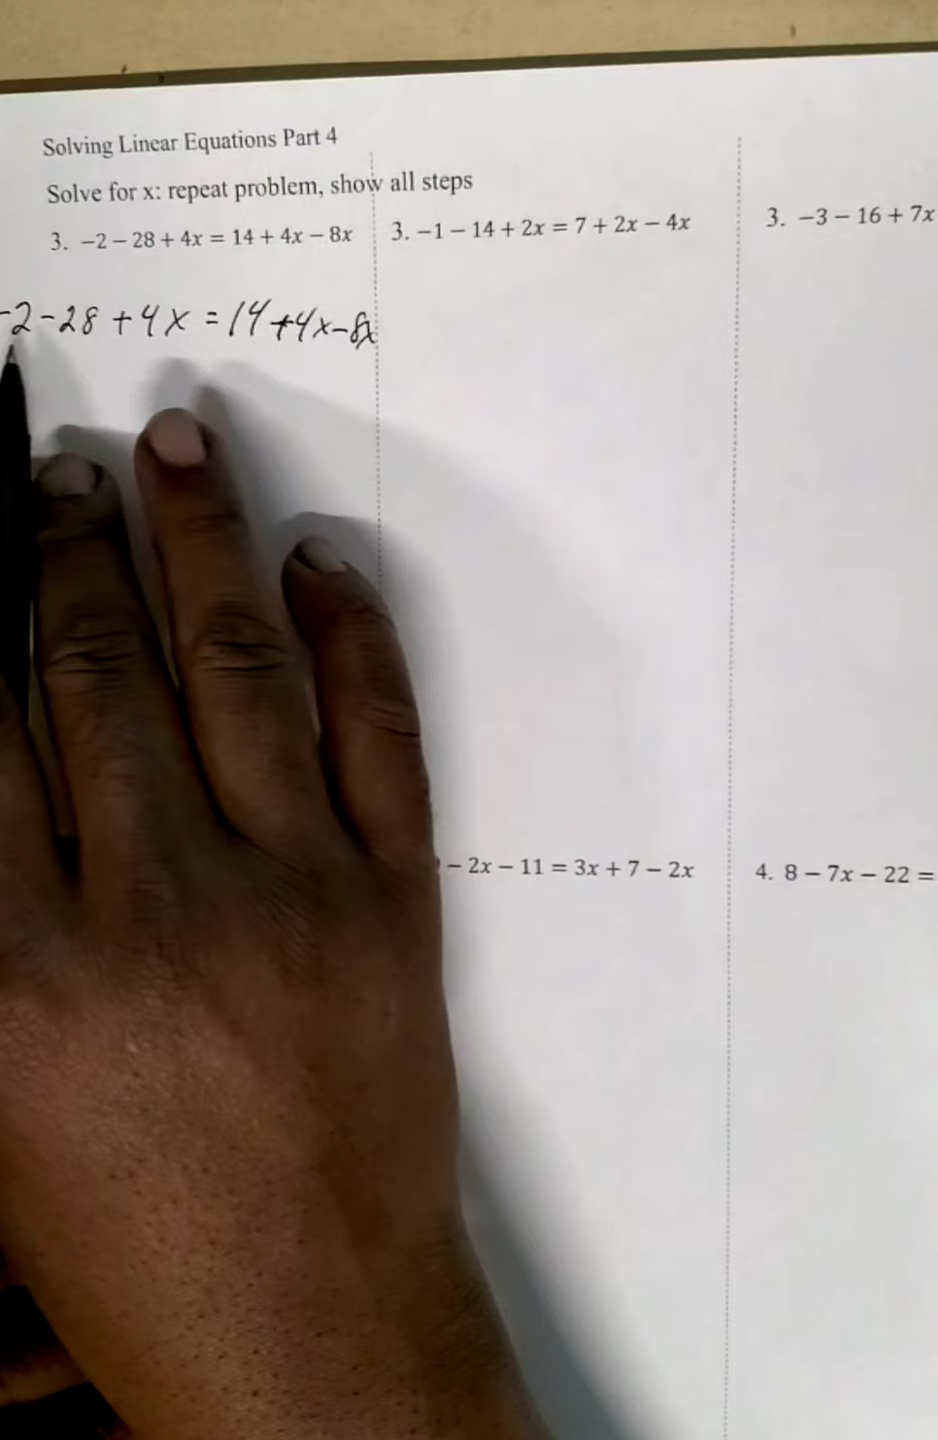 Solving Linear Equations Part 4
Solve for x: repeat problem, show all steps
3. −2 − 28 + 4x = 14 + 4x − 8x
3. −1 − 14 + 2x = 7 + 2x − 4x
3. −3 − 16 + 7x
-2-28+4x=14+4x-8x
− 2x − 11 = 3x + 7 − 2x
4. 8 − 7x − 22 =